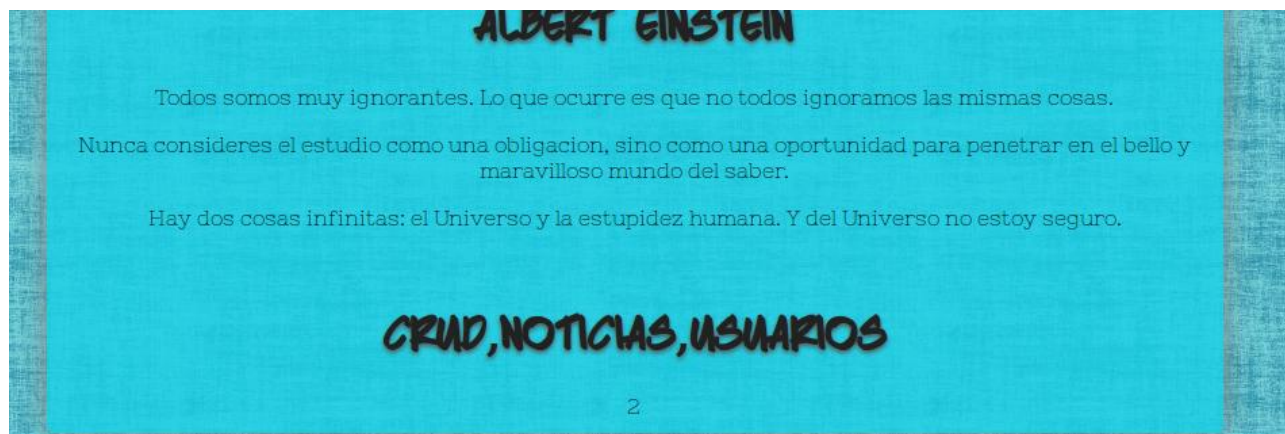 ALBERT EINSTEIN
Todos somos muy ignorantes. Lo que ocurre es que no todos ignoramos las mismas cosas.
Nunca consideres el estudio como una obligacion, sino como una oportunidad para penetrar en el bello y
maravilloso mundo del saber.
Hay dos cosas infinitas: el Universo y la estupidez humana. Y del Universo no estoy seguro.
CRUD,NOTICIAS,USUARIOS
2